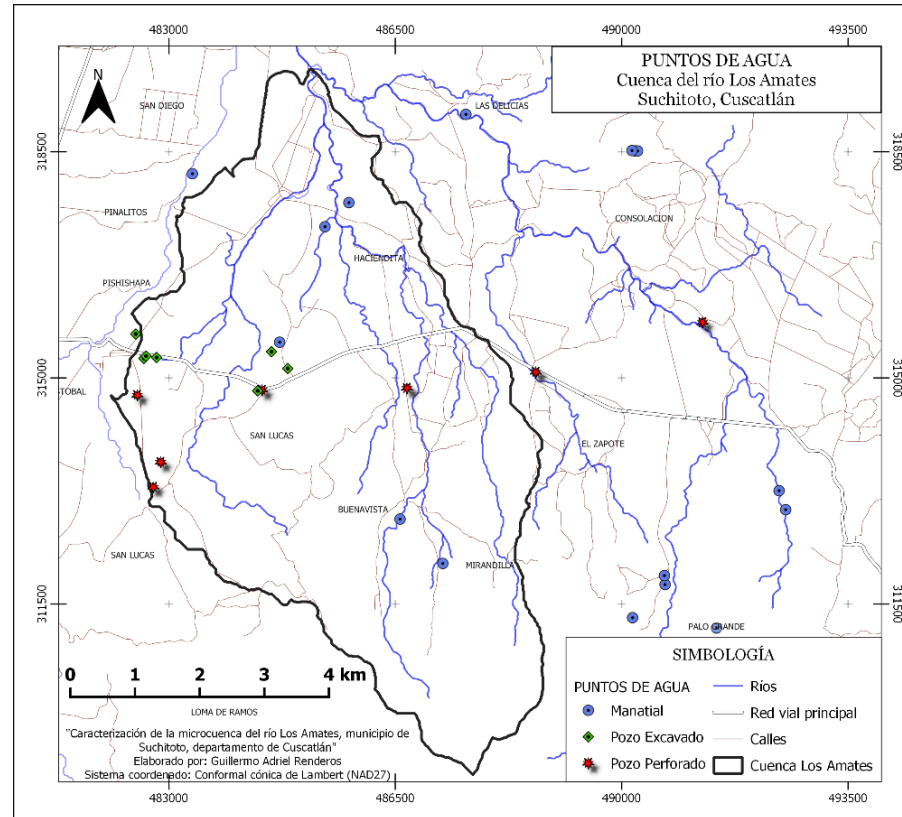 483000
486500
490000
493500
PUNTOS DE AGUA
Cuenca del río Los Amates
Suchitoto, Cuscatlán
N
SAN DIEGO
LAS DELICIAS
318500
318500
PINALITOS
CONSOLACION
HACIENDITA
PISHISHAPA
315000
315000
TOBAL
SAN LUCAS
EL ZAPOTE
BUENAVISTA
SAN LUCAS
MIRANDILLA
311500
311500
PALO GRANDE
0 1 2 3 4 km
LOMA DE RAMOS
"Caracterización de la microcuenca del río Los Amates, municipio de
Suchitoto, departamento de Cuscatlán"
Elaborado por: Guillermo Adriel Renderos
Sistema coordenado: Conformal cónica de Lambert (NAD27)
SIMBOLOGÍA
PUNTOS DE AGUA
Manatial
Pozo Excavado
Pozo Perforado
Ríos
Red vial principal
Calles
Cuenca Los Amates
483000
486500
490000
493500